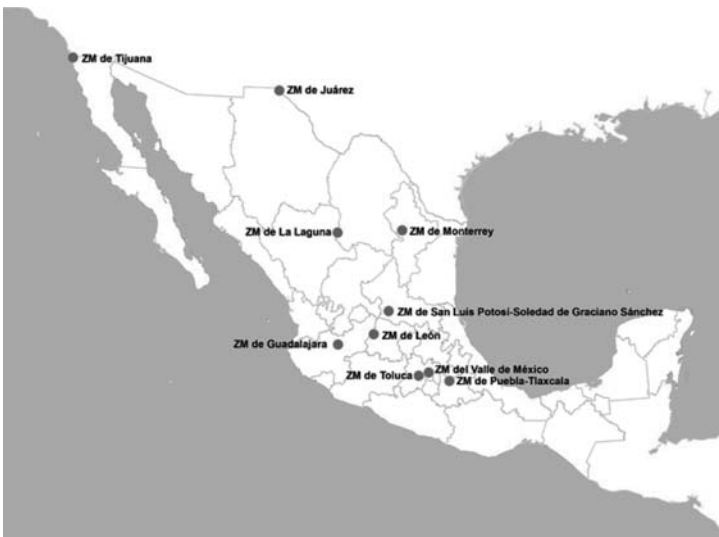 ZM de Tijuana
ZM de Juárez
ZM de La Laguna
ZM de Monterrey
ZM de San Luis Potosí-Soledad de Graciano Sánchez
ZM de León
ZM de Guadalajara
ZM del Valle de México
ZM de Toluca
ZM de Puebla-Tlaxcala